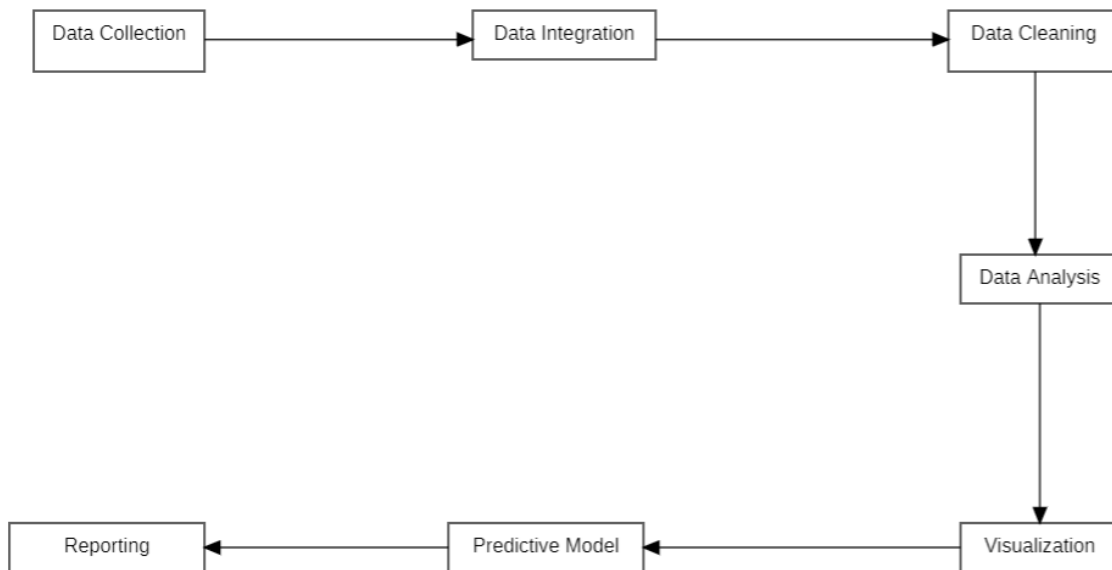 Data Collection
Data Integration
Data Cleaning
Data Analysis
Visualization
Predictive Model
Reporting